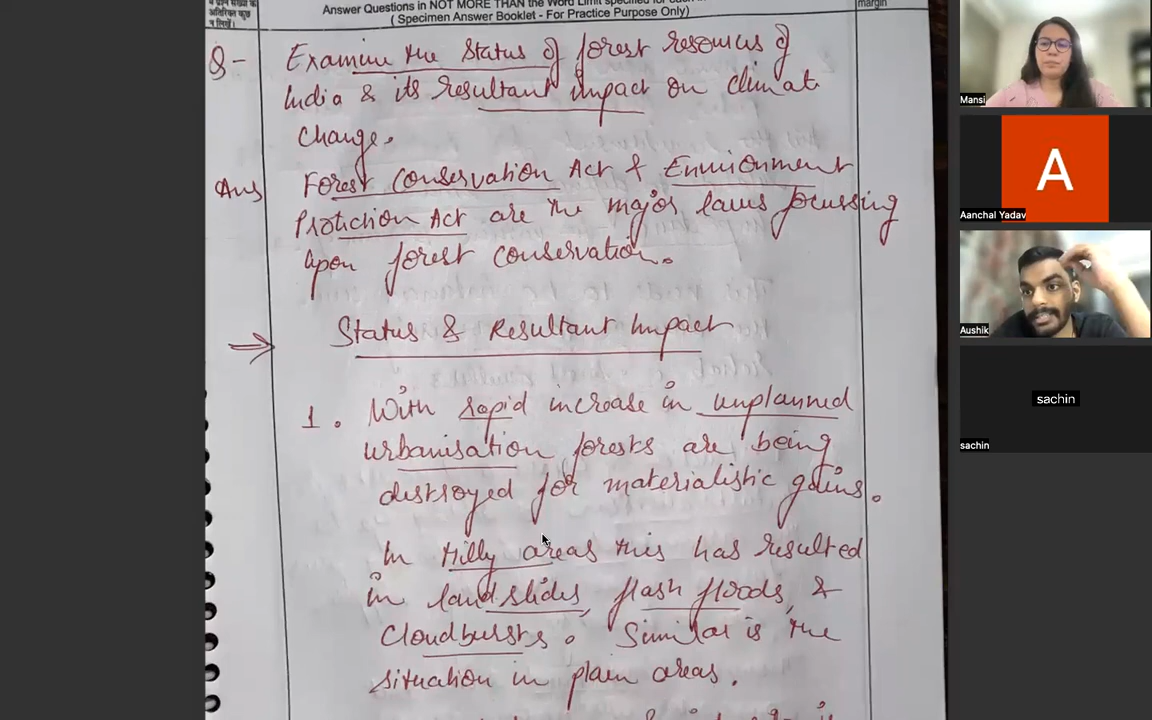 अतिरिक्त कुछ
न लिखें।
Answer Questions in NOT MORE THAN the Word Limit specified for each
( Specimen Answer Booklet - For Practice Purpose Only)
margin
Q- Examine the Status of forest resources of
India & its resultant impact on climate
change.
Ans Forest Conservation Act & Environment
Protection Act are the major laws focussing
upon forest conservation.
Status & Resultant Impact
1. With rapid increase in unplanned
urbanisation forests are being
destroyed for materialistic gains.
In Hilly areas this has resulted
in landslides, flash floods, &
Cloudbursts. Similar is the
situation in plain areas.
Mansi
A
Aanchal Yadav
Aushik
sachin
sachin